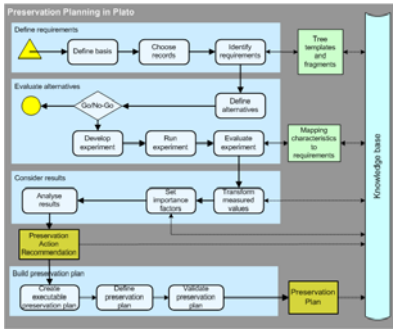 Preservation Planning in Plato
Define requirements
Define basis
Choose
records
Identify
requirements
Tree
templates
and
fragments
Evaluate alternatives
Go/No-Go
Define
alternatives
Develop
experiment
Run
experiment
Evaluate
experiment
Mapping
characteristics
to
requirements
Knowledge base
Consider results
Analyse
results
Set
importance
factors
Transform
measured
values
Preservation
Action
Recommendation
Build preservation plan
Create
executable
preservation plan
Define
preservation
plan
Validate
preservation
plan
Preservation
Plan